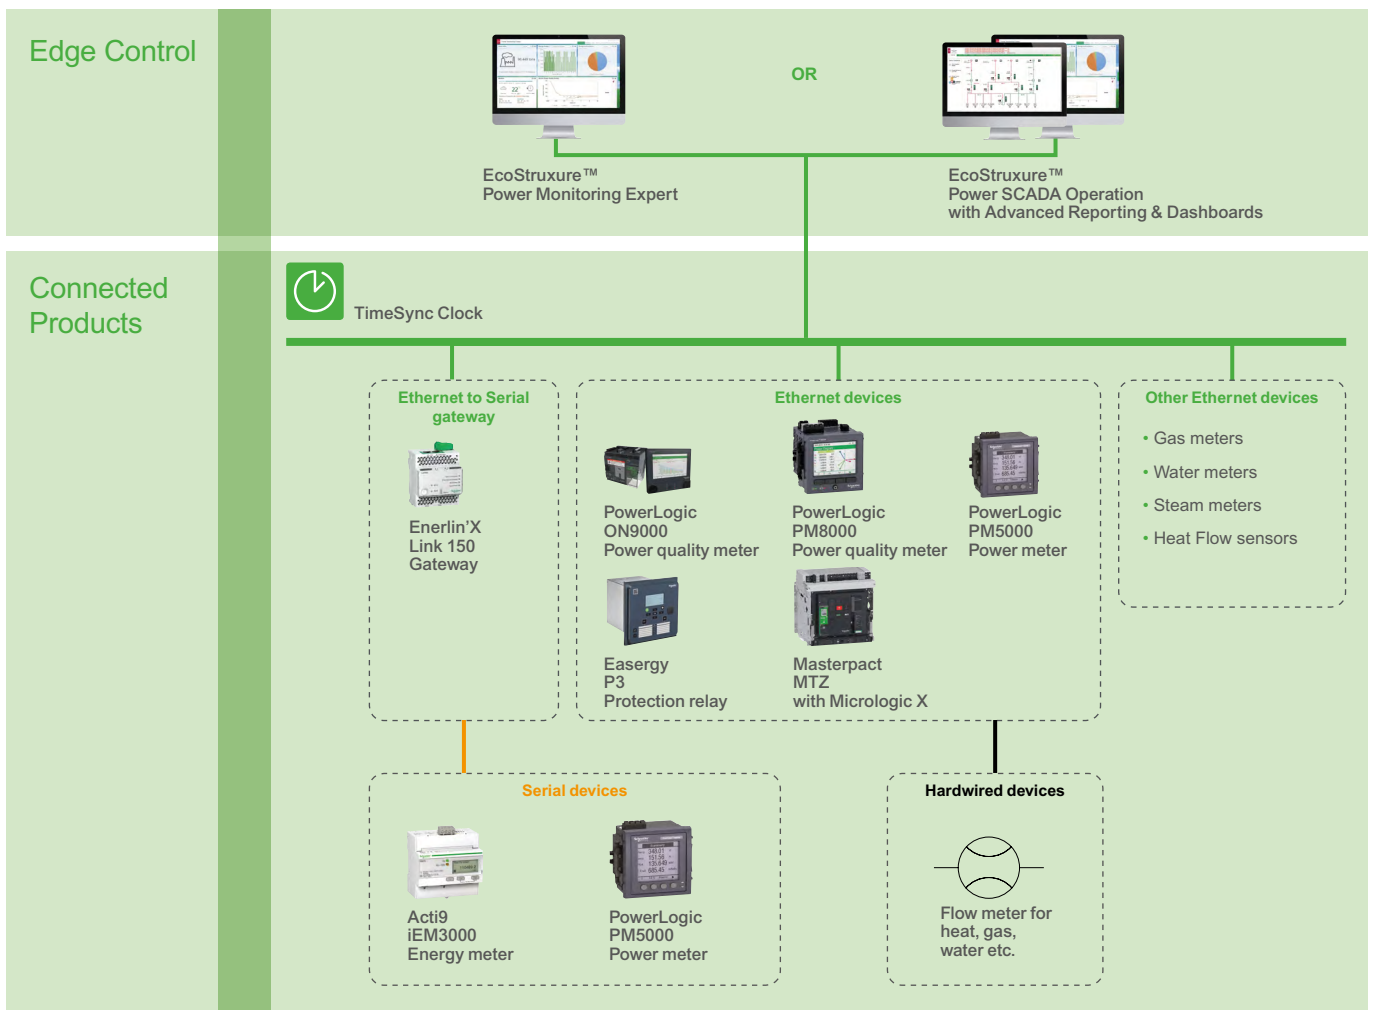 Edge Control
OR
EcoStruxure™
Power Monitoring Expert
EcoStruxure™
Power SCADA Operation
with Advanced Reporting & Dashboards
Connected
Products
TimeSync Clock
Ethernet to Serial
gateway
Enerlin'X
Link 150
Gateway
Ethernet devices
PowerLogic
ON9000
Power quality meter
PowerLogic
PM8000
Power quality meter
PowerLogic
PM5000
Power meter
Easergy
P3
Protection relay
Masterpact
MTZ
with Micrologic X
Other Ethernet devices
• Gas meters
• Water meters
• Steam meters
• Heat Flow sensors
Serial devices
Acti9
iEM3000
Energy meter
PowerLogic
PM5000
Power meter
Hardwired devices
Flow meter for
heat, gas,
water etc.